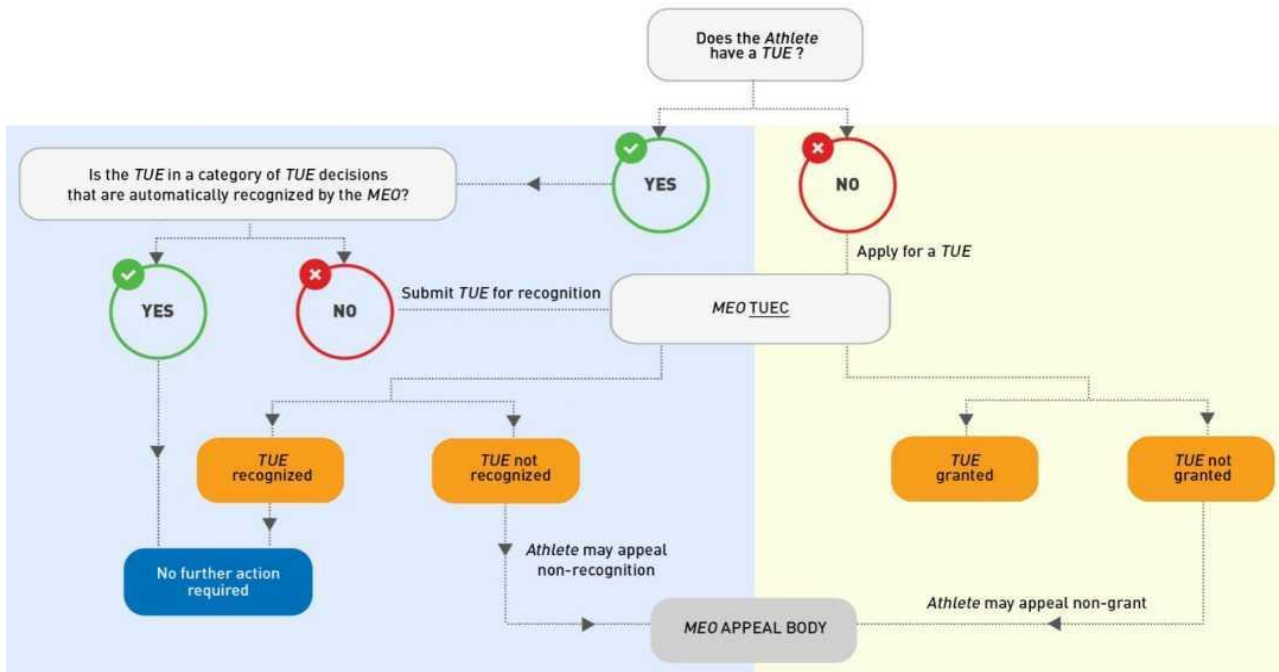 Does the Athlete
have a TUE ?
YES
NO
Is the TUE in a category of TUE decisions
that are automatically recognized by the MEO?
Apply for a TUE
YES
NO
Submit TUE for recognition
MEO TUEC
TUE
recognized
TUE not
recognized
TUE
granted
TUE not
granted
No further action
required
Athlete may appeal
non-recognition
Athlete may appeal non-grant
MEO APPEAL BODY